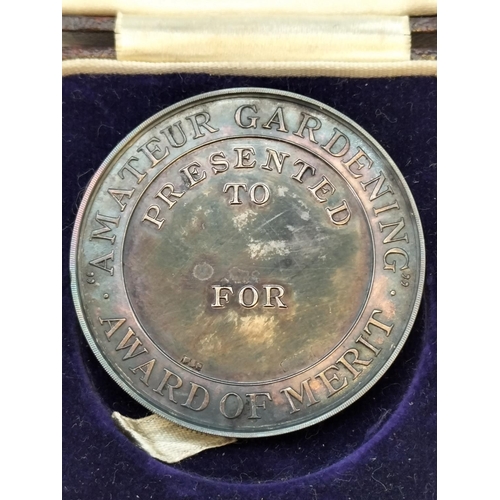 "AMATEUR GARDENING"
· AWARD OF MERIT ·
PRESENTED
TO
FOR